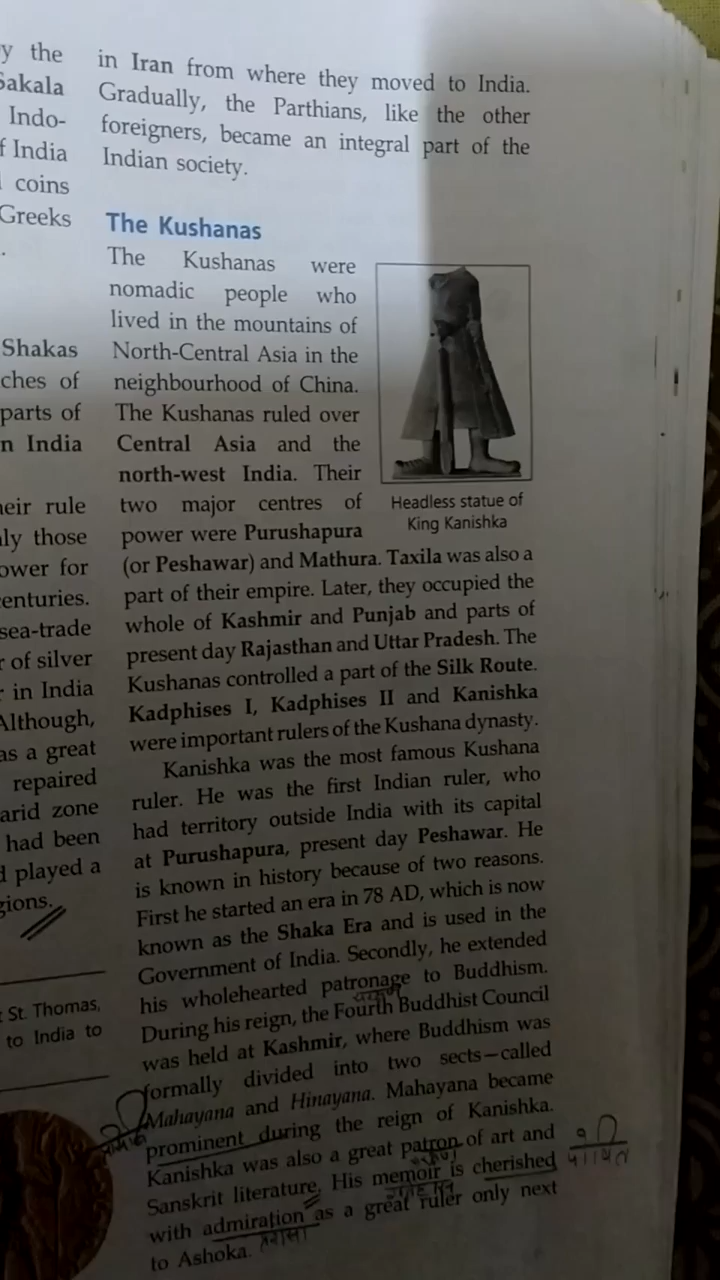 y the
Sakala
Indo-
f India
coins
Greeks
.
Shakas
ches of
parts of
n India
neir rule
nly those
ower for
centuries.
sea-trade
r of silver
r in India
Although,
as a great
repaired
arid zone
had been
d played a
gions.
St. Thomas,
to India to
in Iran from where they moved to India.
Gradually, the Parthians, like the other
foreigners, became an integral part of the
Indian society.
The Kushanas
The Kushanas were
nomadic people who
lived in the mountains of
North-Central Asia in the
neighbourhood of China.
The Kushanas ruled over
Central Asia and the
north-west India. Their
two major centres of
power were Purushapura
Headless statue of
King Kanishka
(or Peshawar) and Mathura. Taxila was also a
part of their empire. Later, they occupied the
whole of Kashmir and Punjab and parts of
present day Rajasthan and Uttar Pradesh. The
Kushanas controlled a part of the Silk Route.
Kadphises I, Kadphises II and Kanishka
were important rulers of the Kushana dynasty.
Kanishka was the most famous Kushana
ruler. He was the first Indian ruler, who
had territory outside India with its capital
at Purushapura, present day Peshawar. He
is known in history because of two reasons.
First he started an era in 78 AD, which is now
known as the Shaka Era and is used in the
Government of India. Secondly, he extended
his wholehearted patronage to Buddhism.
During his reign, the Fourth Buddhist Council
was held at Kashmir, where Buddhism was
formally divided into two sects—called
Mahayana and Hinayana. Mahayana became
prominent during the reign of Kanishka.
Kanishka was also a great patron of art and
Sanskrit literature. His memoir is cherished
with admiration as a great ruler only next
to Ashoka.